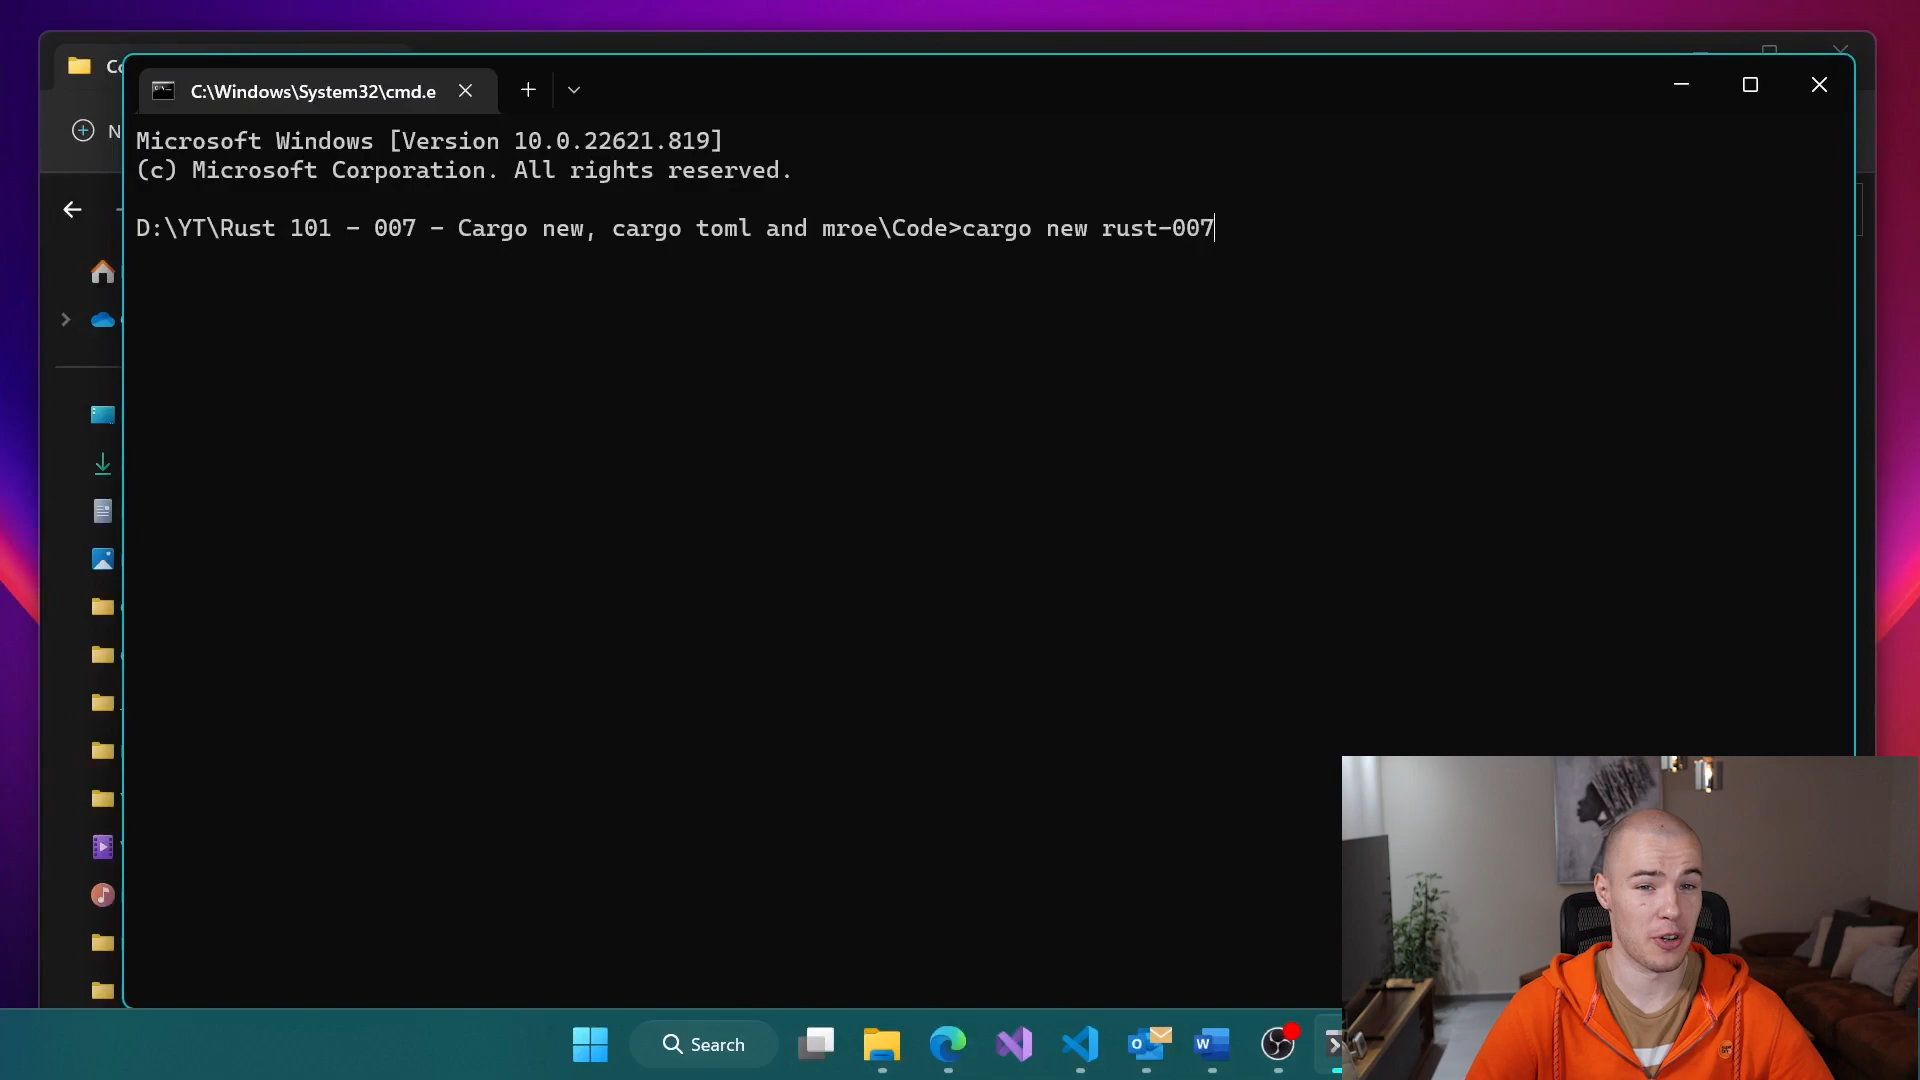 C:\Windows\System32\cmd.e
Microsoft Windows [Version 10.0.22621.819]
(c) Microsoft Corporation. All rights reserved.
D:\YT\Rust 101 - 007 - Cargo new, cargo toml and mroe\Code>cargo new rust-007
Search